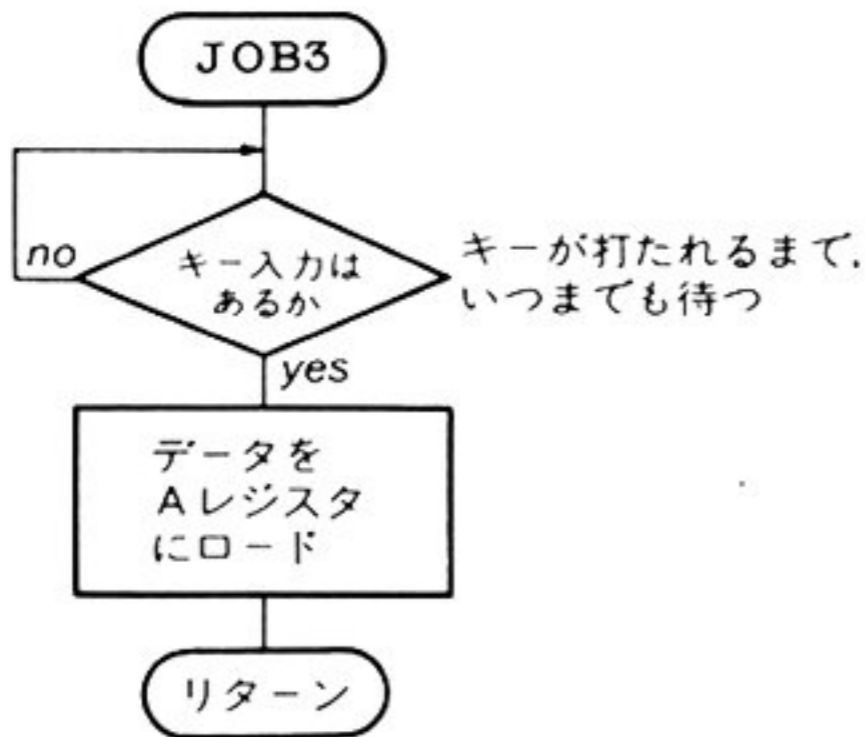 JOB3
no
キー入力は
あるか
キーが打たれるまで,
いつまでも待つ
yes
データを
Aレジスタ
にロード
リターン